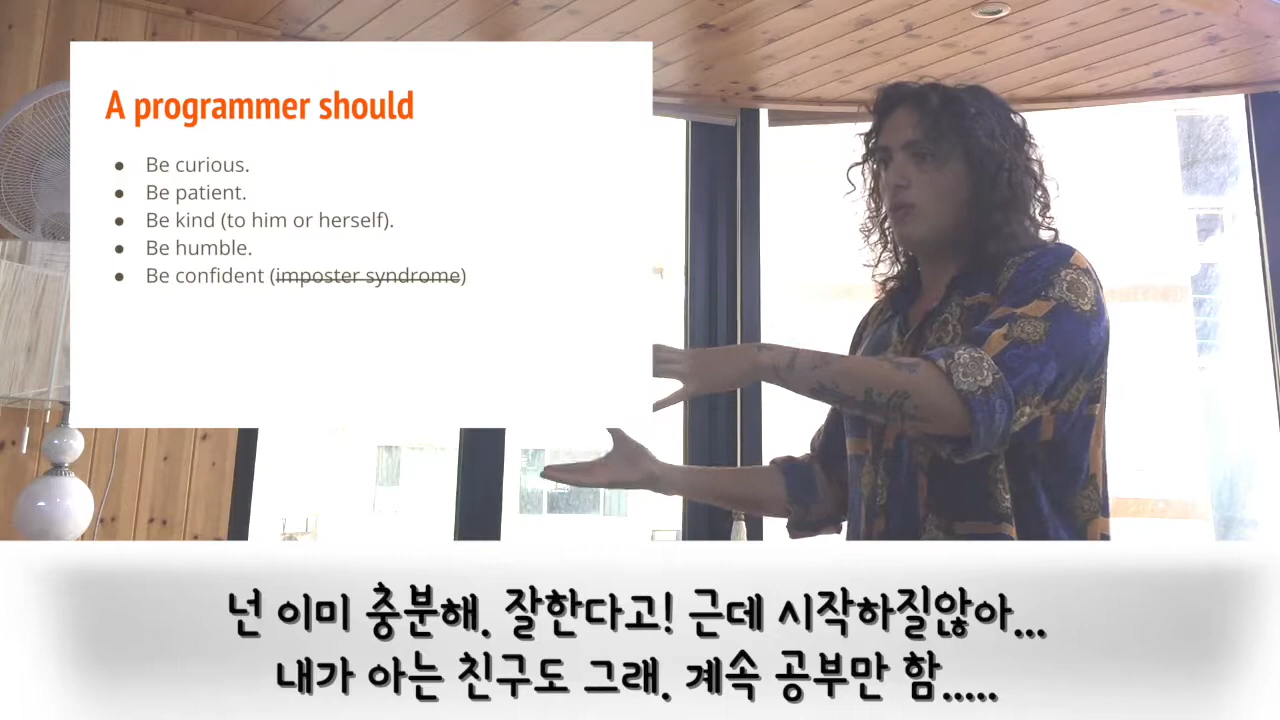 A programmer should
● Be curious.
● Be patient.
● Be kind (to him or herself).
● Be humble.
● Be confident (imposter syndrome)
넌 이미 충분해. 잘한다고! 근데 시작하질않아...
내가 아는 친구도 그래. 계속 공부만 함.....